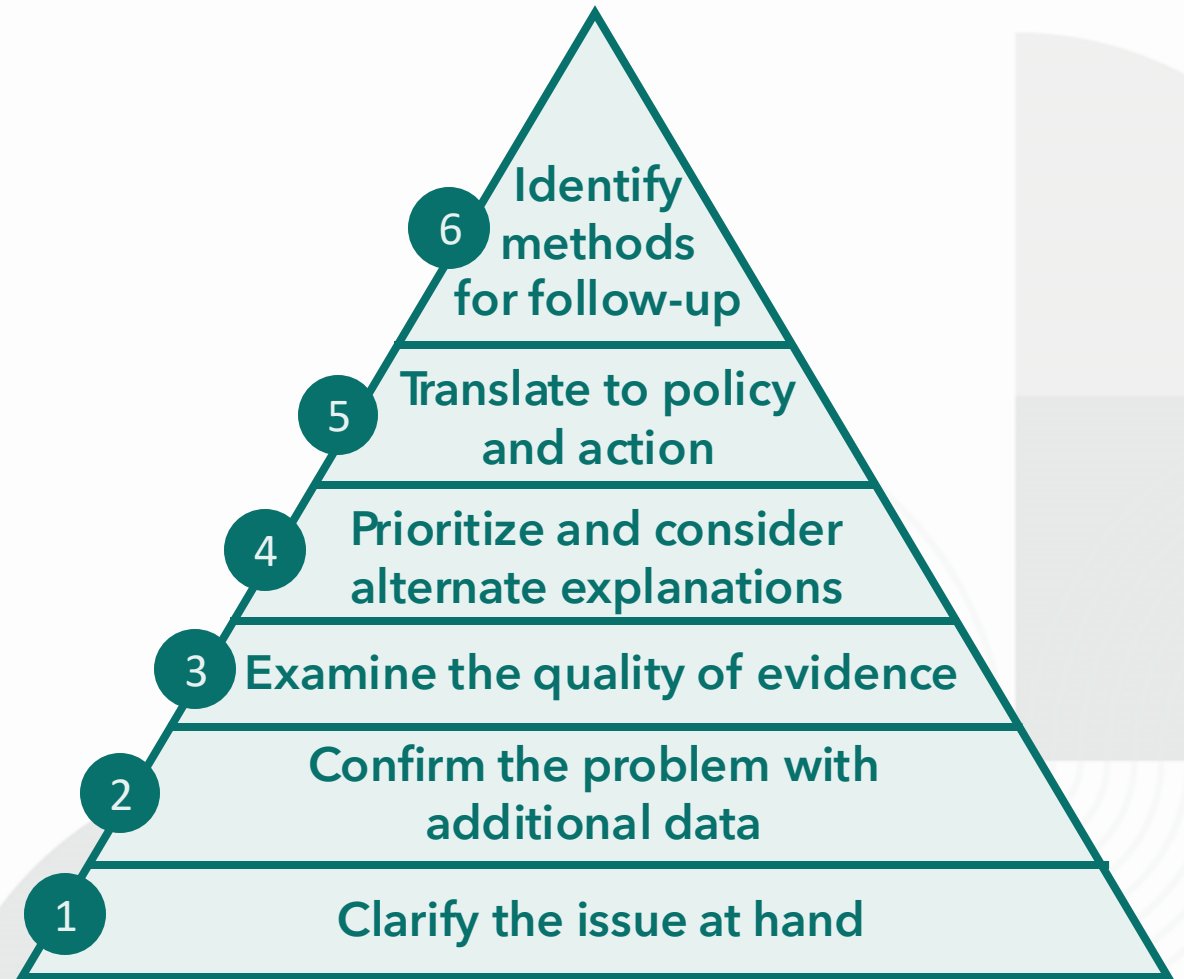 6
Identify
methods
for follow-up
5
Translate to policy
and action
4
Prioritize and consider
alternate explanations
3
Examine the quality of evidence
2
Confirm the problem with
additional data
1
Clarify the issue at hand